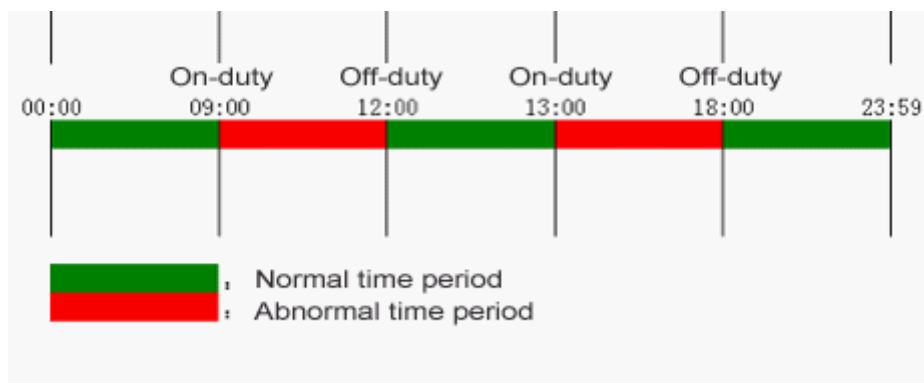 On-duty Off-duty On-duty Off-duty
00:00 09:00 12:00 13:00 18:00 23:59
: Normal time period
: Abnormal time period